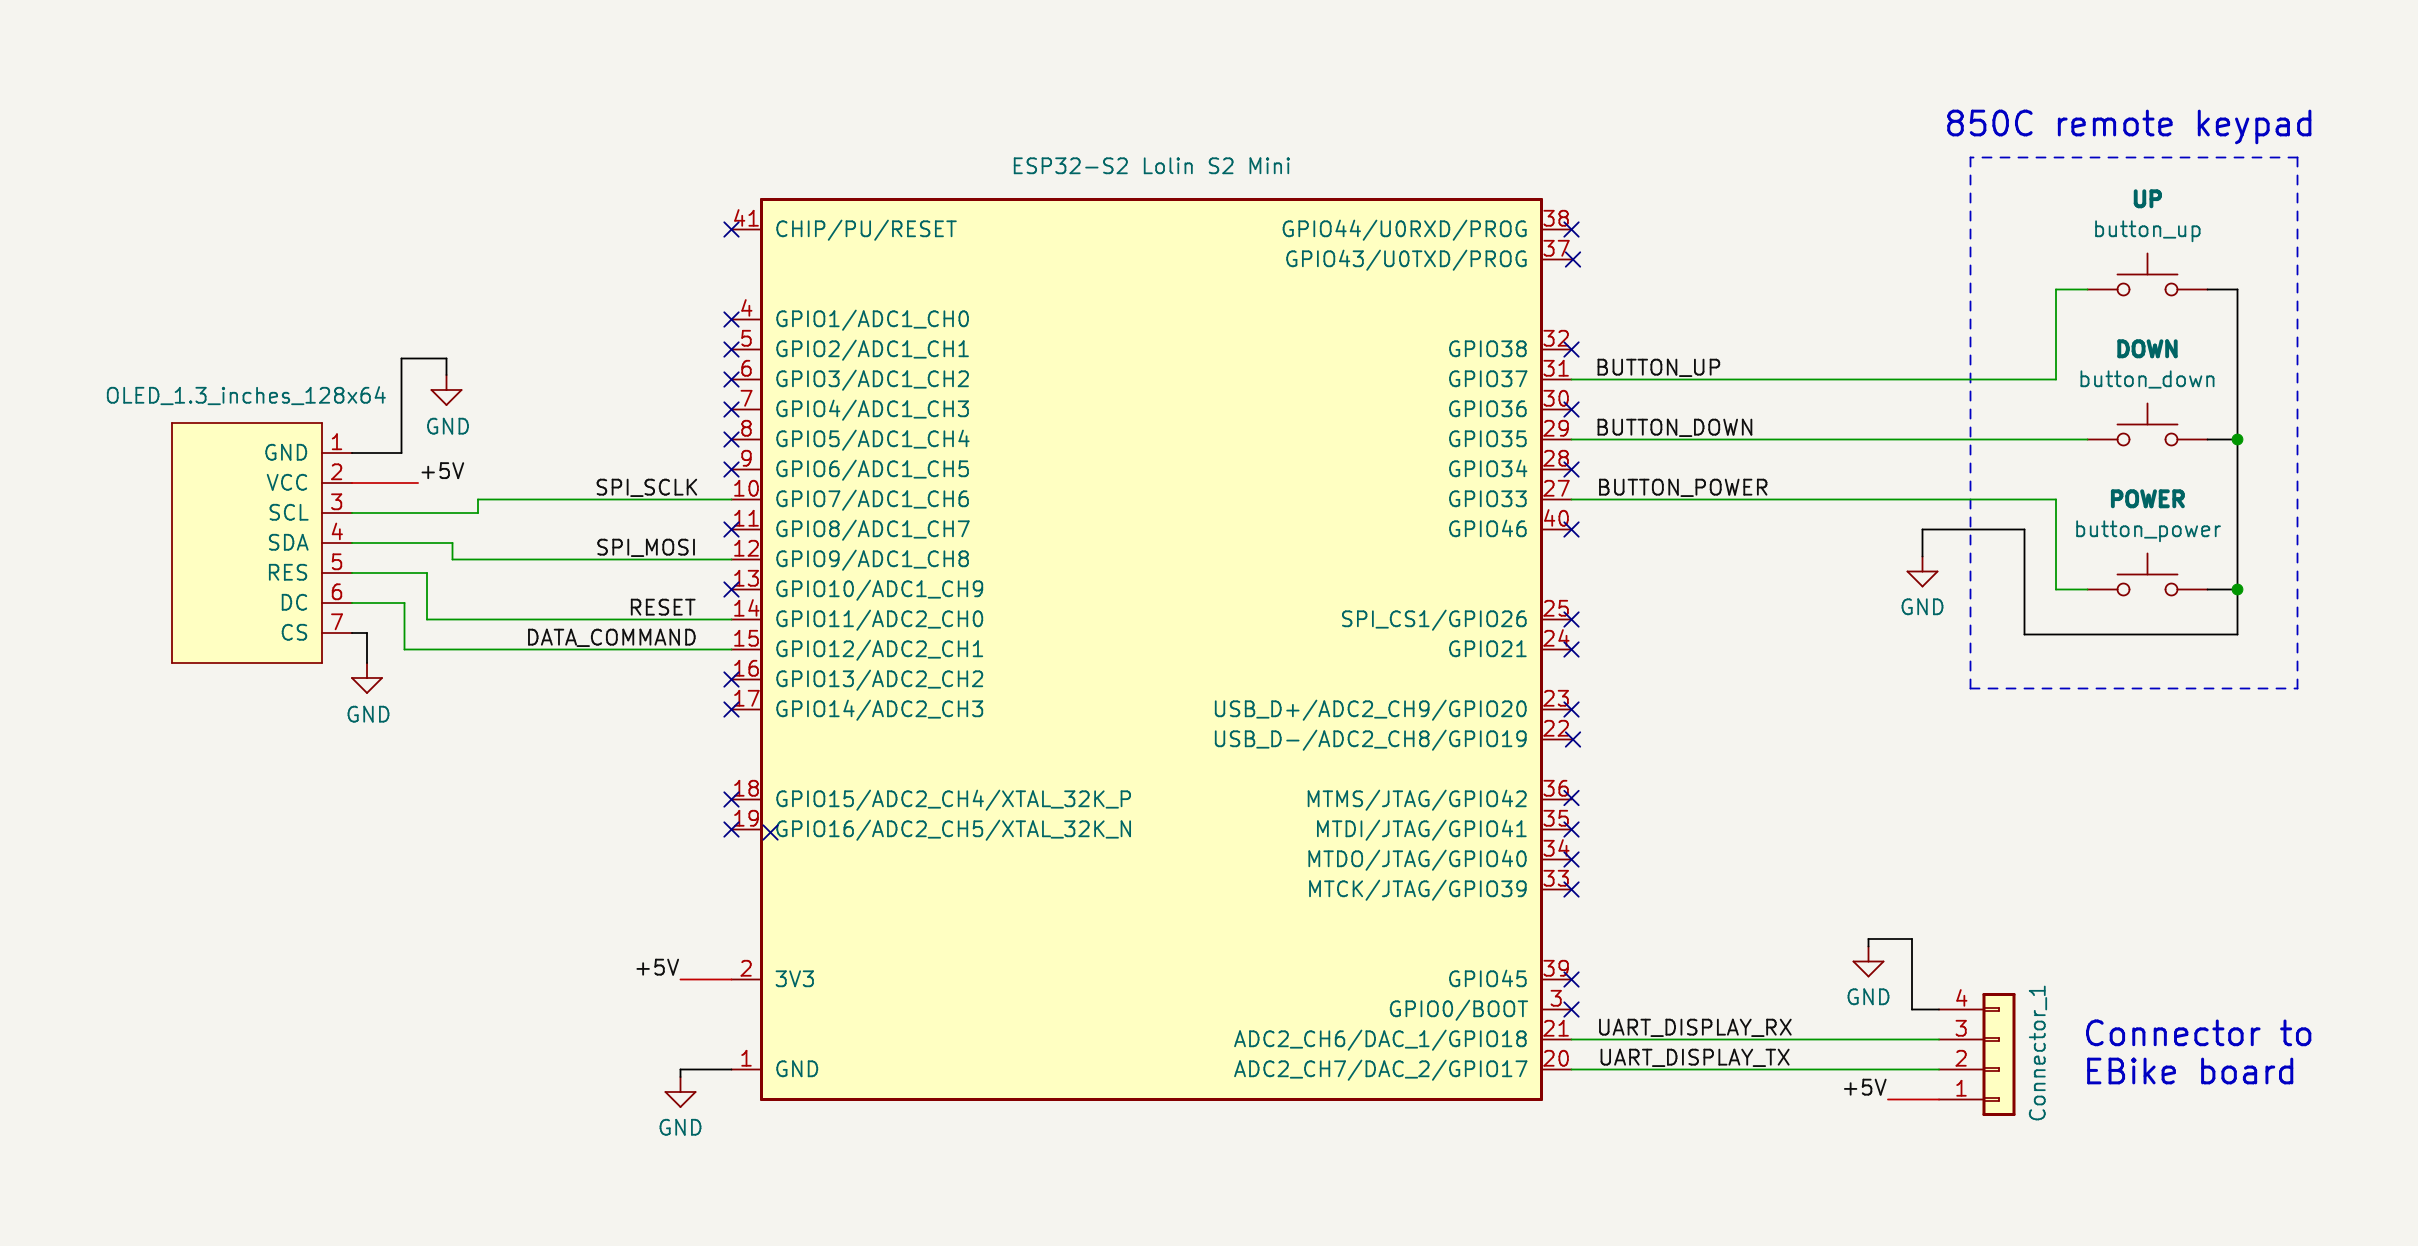 850C remote keypad
ESP32-S2 Lolin S2 Mini
UP
button_up
DOWN
button_down
POWER
button_power
GND
OLED_1.3_inches_128x64
GND
GND 1
VCC 2
+5V
SCL 3
SDA 4
RES 5
DC 6
CS 7
GND
SPI_SCLK
SPI_MOSI
RESET
DATA_COMMAND
41 CHIP/PU/RESET
4 GPIO1/ADC1_CH0
5 GPIO2/ADC1_CH1
6 GPIO3/ADC1_CH2
7 GPIO4/ADC1_CH3
8 GPIO5/ADC1_CH4
9 GPIO6/ADC1_CH5
10 GPIO7/ADC1_CH6
11 GPIO8/ADC1_CH7
12 GPIO9/ADC1_CH8
13 GPIO10/ADC1_CH9
14 GPIO11/ADC2_CH0
15 GPIO12/ADC2_CH1
16 GPIO13/ADC2_CH2
17 GPIO14/ADC2_CH3
18 GPIO15/ADC2_CH4/XTAL_32K_P
19 GPIO16/ADC2_CH5/XTAL_32K_N
+5V
2 3V3
1 GND
GND
GPIO44/U0RXD/PROG 38
GPIO43/U0TXD/PROG 37
GPIO38 32
GPIO37 31
GPIO36 30
GPIO35 29
GPIO34 28
GPIO33 27
GPIO46 40
SPI_CS1/GPIO26 25
GPIO21 24
USB_D+/ADC2_CH9/GPIO20 23
USB_D-/ADC2_CH8/GPIO19 22
MTMS/JTAG/GPIO42 36
MTDI/JTAG/GPIO41 35
MTDO/JTAG/GPIO40 34
MTCK/JTAG/GPIO39 33
GPIO45 39
GPIO0/BOOT 3
ADC2_CH6/DAC_1/GPIO18 21
ADC2_CH7/DAC_2/GPIO17 20
BUTTON_UP
BUTTON_DOWN
BUTTON_POWER
UART_DISPLAY_RX
UART_DISPLAY_TX
GND
+5V
4
3
2
1
Connector_1
Connector to
EBike board